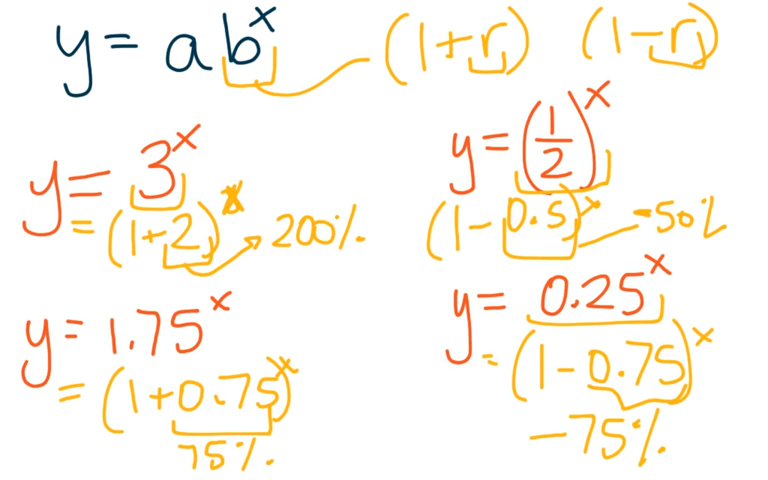 y = ab^x (1+r) (1-r)
y = 3^x
= (1+2)^x 200%
y = 1.75^x
= (1+0.75)^x
75%
y = (1/2)^x
(1-0.5)^x -50%
y = 0.25^x
= (1-0.75)^x
-75%